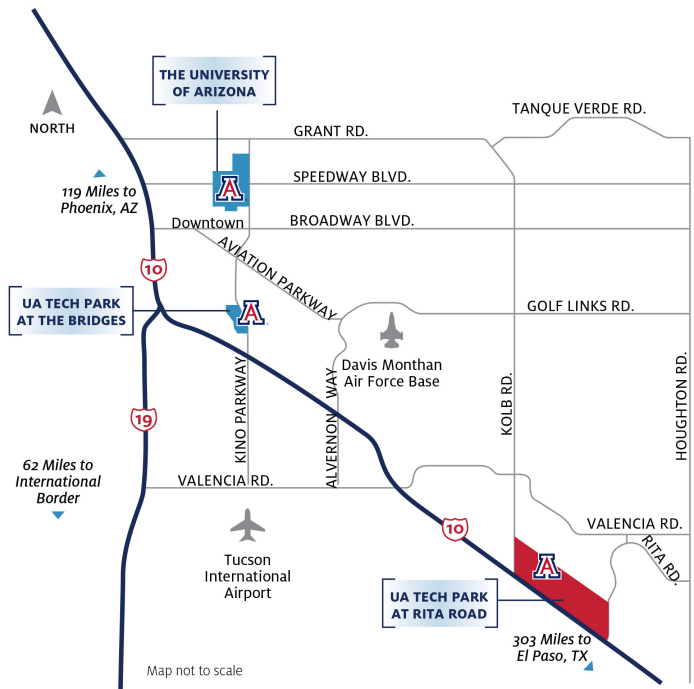 THE UNIVERSITY
OF ARIZONA
TANQUE VERDE RD.
NORTH
GRANT RD.
119 Miles to
Phoenix, AZ
A
SPEEDWAY BLVD.
Downtown
BROADWAY BLVD.
AVIATION PARKWAY
10
UA TECH PARK
AT THE BRIDGES
A
GOLF LINKS RD.
Davis Monthan
Air Force Base
KINO PARKWAY
ALVERNON WAY
KOLB RD.
HOUGHTON RD.
19
62 Miles to
International
Border
VALENCIA RD.
10
VALENCIA RD.
RITA RD.
Tucson
International
Airport
A
UA TECH PARK
AT RITA ROAD
303 Miles to
El Paso, TX
Map not to scale